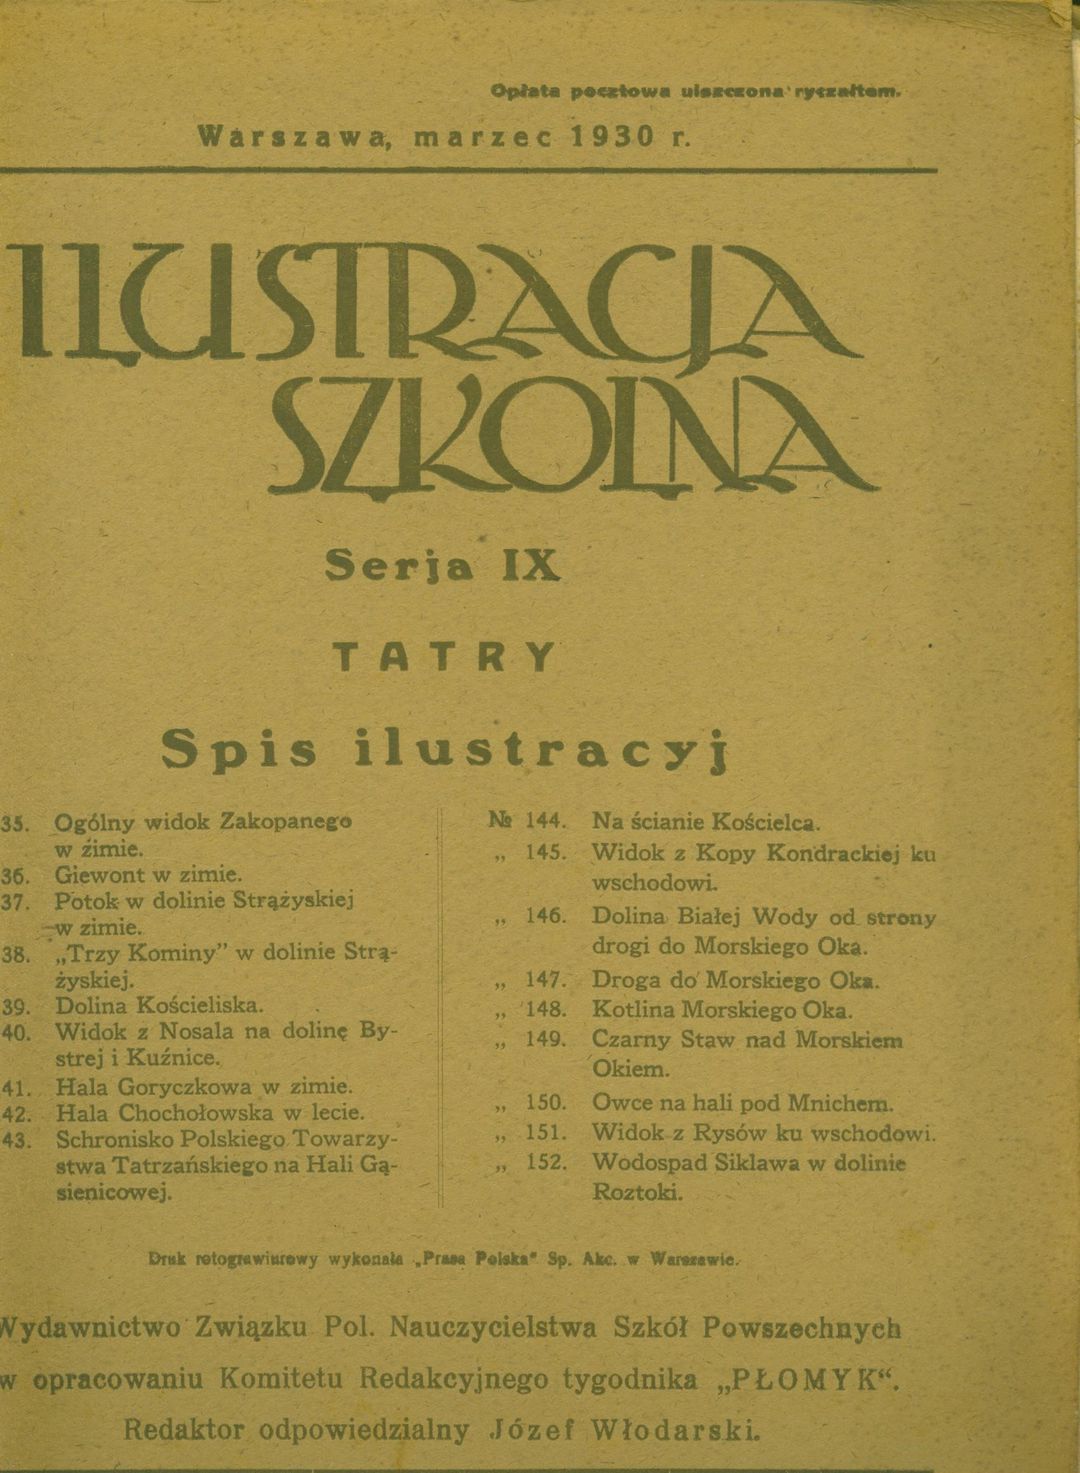 Opłata pocztowa uiszczona ryczałtem.
Warszawa, marzec 1930 r.
ILUSTRACJA
SZKOLNA
Serja IX
TATRY
Spis ilustracyj
35. Ogólny widok Zakopanego
w zimie.
36. Giewont w zimie.
37. Potok w dolinie Strążyskiej
w zimie.
38. „Trzy Kominy” w dolinie Strą-
żyskiej.
39. Dolina Kościeliska.
40. Widok z Nosala na dolinę By-
strej i Kuźnice.
41. Hala Goryczkowa w zimie.
42. Hala Chochołowska w lecie.
43. Schronisko Polskiego Towarzy-
stwa Tatrzańskiego na Hali Gą-
sienicowej.
№ 144. Na ścianie Kościelca.
„ 145. Widok z Kopy Kondrackiej ku
wschodowi.
„ 146. Dolina Białej Wody od strony
drogi do Morskiego Oka.
„ 147. Droga do Morskiego Oka.
„ 148. Kotlina Morskiego Oka.
„ 149. Czarny Staw nad Morskiem
Okiem.
„ 150. Owce na hali pod Mnichem.
„ 151. Widok z Rysów ku wschodowi.
„ 152. Wodospad Siklawa w dolinie
Roztoki.
Druk rotograwiurowy wykonała „Prasa Polska“ Sp. Akc. w Warszawie.
Wydawnictwo Związku Pol. Nauczycielstwa Szkół Powszechnych
w opracowaniu Komitetu Redakcyjnego tygodnika „PŁOMYK“.
Redaktor odpowiedzialny Józef Włodarski.